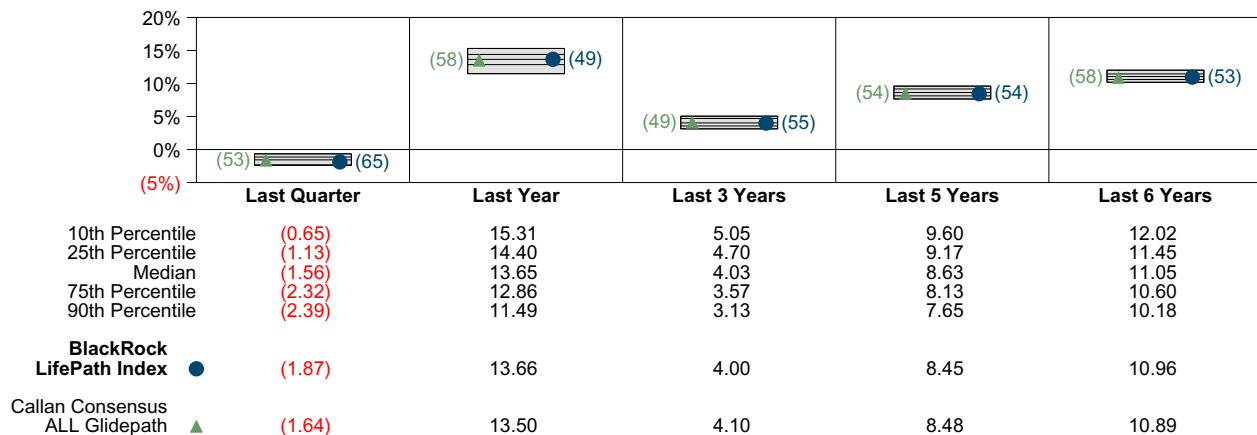 20%
15%
10%
5%
0%
(5%)
(53) (65)
(58) (49)
(49) (55)
(54) (54)
(58) (53)
Last Quarter Last Year Last 3 Years Last 5 Years Last 6 Years
10th Percentile (0.65) 15.31 5.05 9.60 12.02
25th Percentile (1.13) 14.40 4.70 9.17 11.45
Median (1.56) 13.65 4.03 8.63 11.05
75th Percentile (2.32) 12.86 3.57 8.13 10.60
90th Percentile (2.39) 11.49 3.13 7.65 10.18
BlackRock
LifePath Index (1.87) 13.66 4.00 8.45 10.96
Callan Consensus
ALL Glidepath (1.64) 13.50 4.10 8.48 10.89